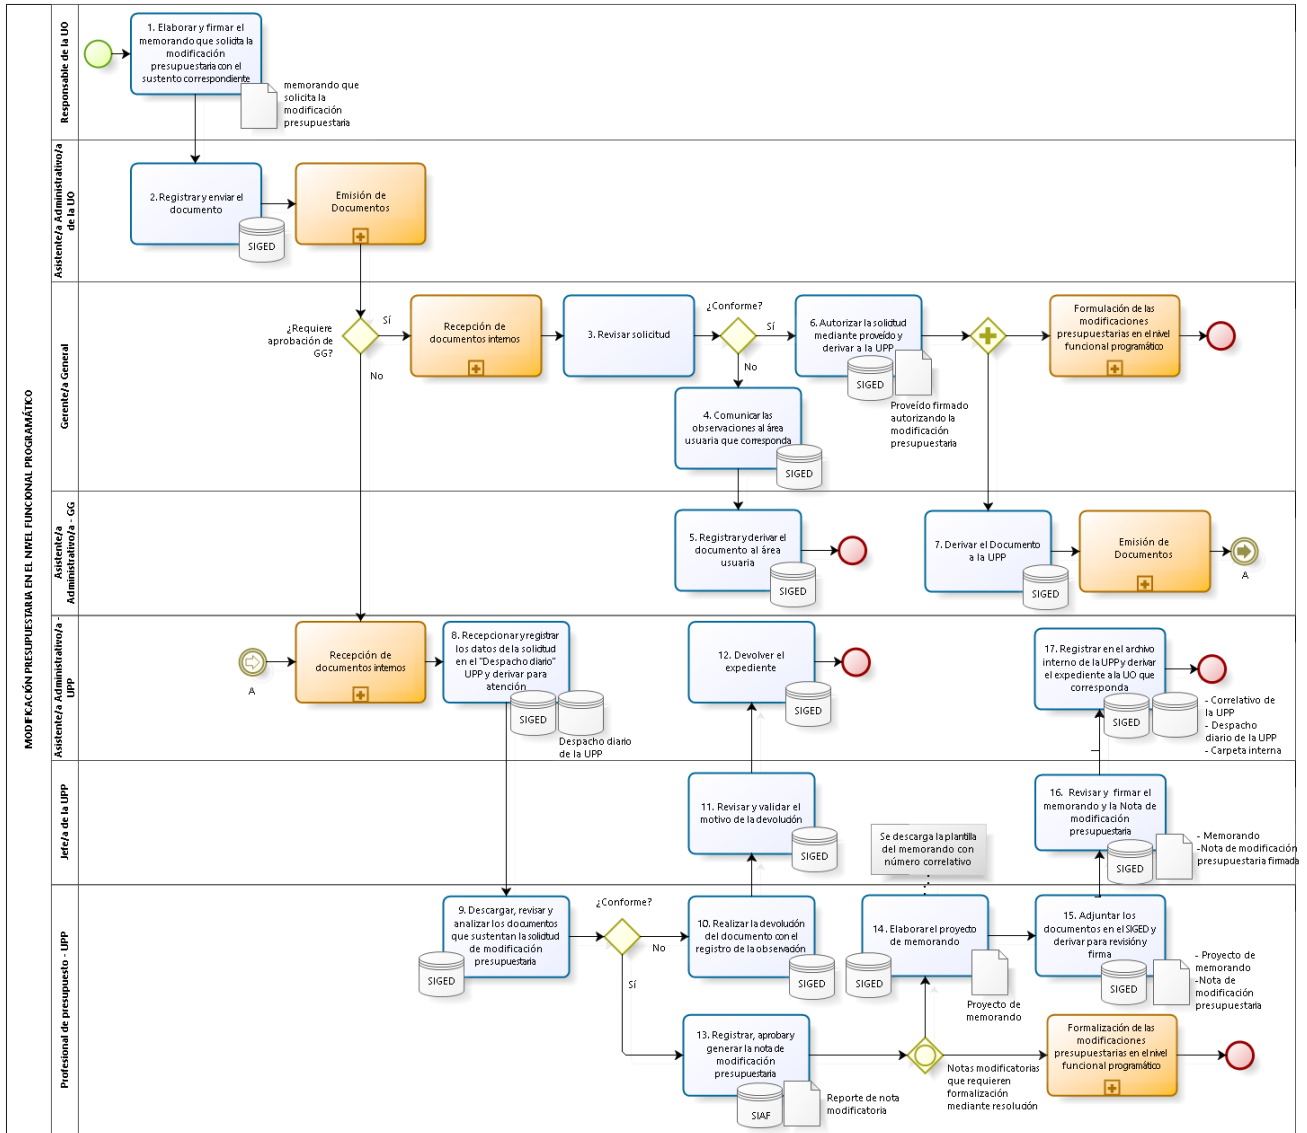 MODIFICACIÓN PRESUPUESTARIA EN EL NIVEL FUNCIONAL PROGRAMÁTICO
Responsable de la UO
1. Elaborar y firmar el
memorando que solicita la
modificación
presupuestaria con el
sustento correspondiente
memorando que
solicita la
modificación
presupuestaria
Asistente/a Administrativo/a
de la UO
2. Registrar y enviar el
documento
SIGED
Emisión de
Documentos
Gerente/a General
¿Requiere
aprobación de
GG?
Sí
No
Recepción de
documentos internos
3. Revisar solicitud
¿Conforme?
Sí
No
6. Autorizar la solicitud
mediante proveído y
derivar a la UPP
SIGED
Proveído firmado
autorizando la
modificación
presupuestaria
Formulación de las
modificaciones
presupuestarias en el nivel
funcional programático
4. Comunicar las
observaciones al área
usuaria que corresponda
SIGED
Asistente/a
Administrativo/a - GG
5. Registrar y derivar el
documento al área
usuaria
SIGED
7. Derivar el Documento
a la UPP
SIGED
Emisión de
Documentos
A
Asistente/a Administrativo/a -
UPP
A
Recepción de
documentos internos
8. Recepcionar y registrar
los datos de la solicitud
en el "Despacho diario"
UPP y derivar para
atención
SIGED
Despacho diario
de la UPP
12. Devolver el
expediente
SIGED
17. Registrar en el archivo
interno de la UPP y derivar
el expediente a la UO que
corresponda
SIGED
- Correlativo de
la UPP
- Despacho
diario de la UPP
- Carpeta interna
Jefe/a de la UPP
11. Revisar y validar el
motivo de la devolución
SIGED
Se descarga la plantilla
del memorando con
número correlativo
16. Revisar y firmar el
memorando y la Nota de
modificación
presupuestaria
SIGED
- Memorando
-Nota de modificación
presupuestaria firmada
Profesional de presupuesto - UPP
9. Descargar, revisar y
analizar los documentos
que sustentan la solicitud
de modificación
presupuestaria
SIGED
¿Conforme?
No
Sí
10. Realizar la devolución
del documento con el
registro de la observación
SIGED
14. Elaborar el proyecto
de memorando
SIGED
Proyecto de
memorando
15. Adjuntar los
documentos en el SIGED y
derivar para revisión y
firma
SIGED
- Proyecto de
memorando
-Nota de
modificación
presupuestaria
13. Registrar, aprobar y
generar la nota de
modificación
presupuestaria
SIAF
Reporte de nota
modificatoria
Notas modificatorias
que requieren
formalización
mediante resolución
Formalización de las
modificaciones
presupuestarias en el nivel
funcional programático